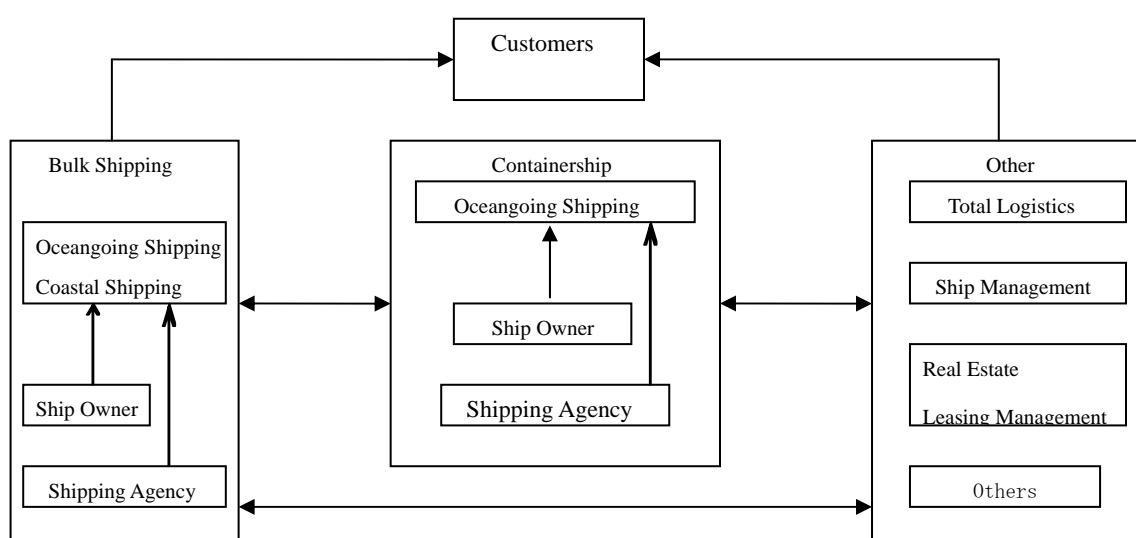 Customers
Bulk Shipping
Oceangoing Shipping
Coastal Shipping
Ship Owner
Shipping Agency
Containership
Oceangoing Shipping
Ship Owner
Shipping Agency
Other
Total Logistics
Ship Management
Real Estate
Leasing Management
Others